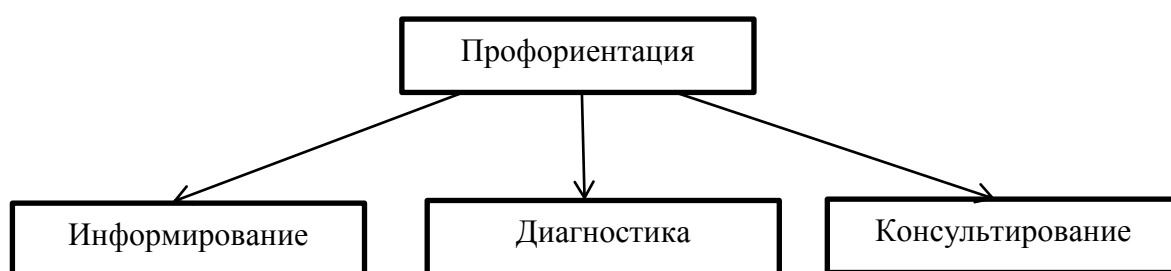 Профориентация
Информирование
Диагностика
Консультирование